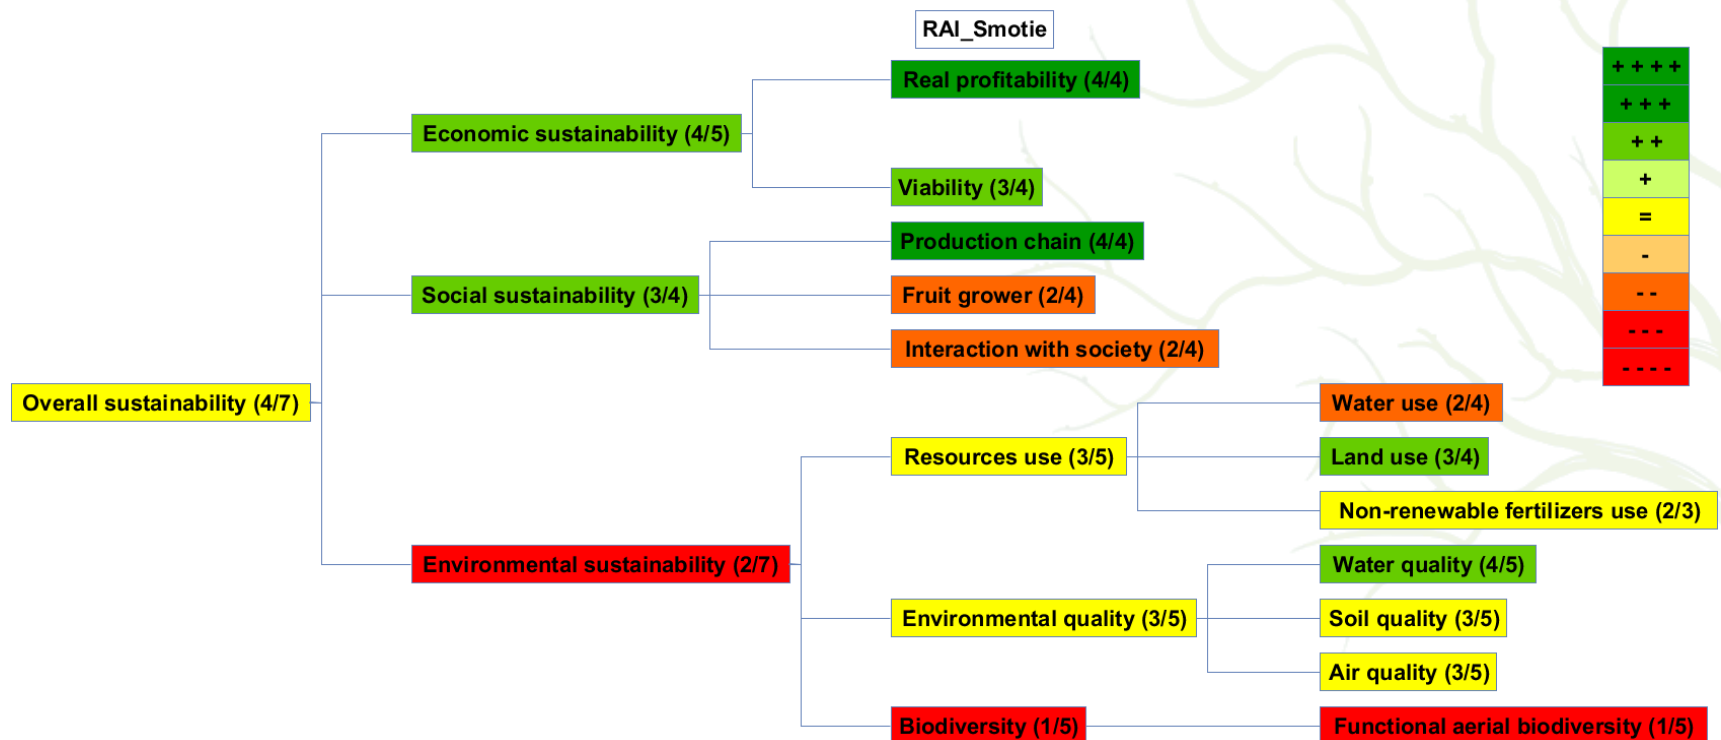 RAI_Smotie
Real profitability (4/4)
Economic sustainability (4/5)
Viability (3/4)
Production chain (4/4)
Social sustainability (3/4)
Fruit grower (2/4)
Interaction with society (2/4)
Overall sustainability (4/7)
Water use (2/4)
Resources use (3/5)
Land use (3/4)
Non-renewable fertilizers use (2/3)
Environmental sustainability (2/7)
Water quality (4/5)
Environmental quality (3/5)
Soil quality (3/5)
Air quality (3/5)
Biodiversity (1/5)
Functional aerial biodiversity (1/5)
+ + + +
+ + +
+ +
+
=
-
- -
- - -
- - - -